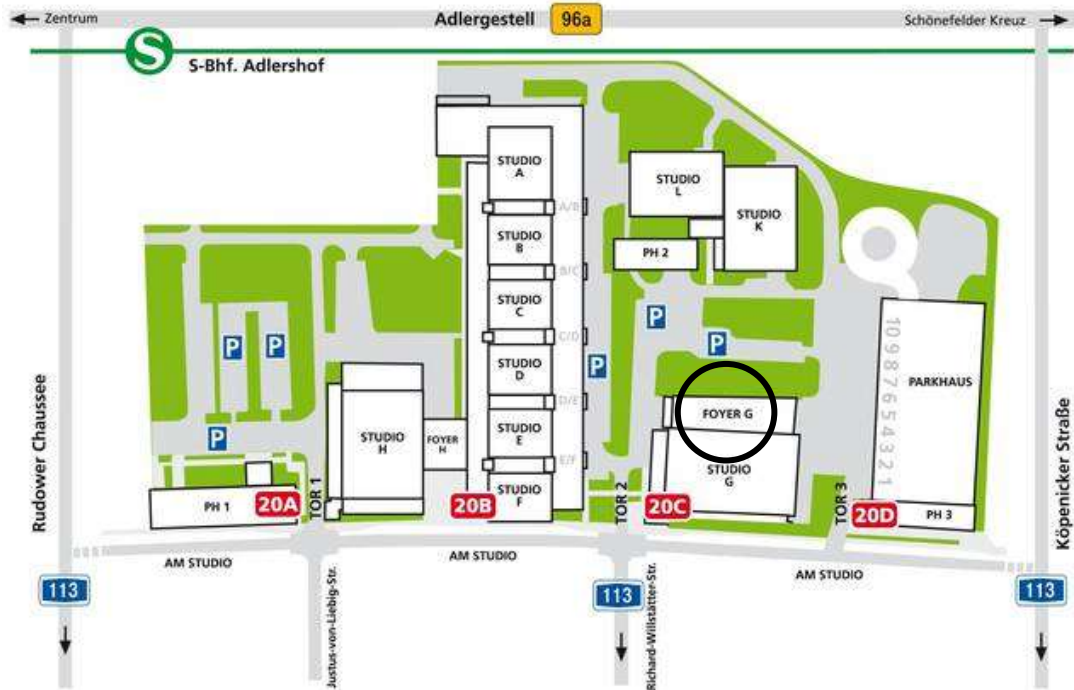 Zentrum
Adlergestell
96a
Schönefelder Kreuz
S
S-Bhf. Adlershof
STUDIO
A
A/B
STUDIO
B
B/C
STUDIO
C
C/D
STUDIO
D
D/E
STUDIO
E
E/F
STUDIO
F
STUDIO
L
STUDIO
K
PH 2
P
P
P
P
P
P
FOYER G
STUDIO
G
STUDIO
H
FOYER
H
PARKHAUS
10 9 8 7 6 5 4 3 2 1
PH 1
20A
TOR 1
20B
TOR 2
20C
TOR 3
20D
PH 3
Rudower Chaussee
Köpenicker Straße
AM STUDIO
AM STUDIO
AM STUDIO
113
Justus-von-Liebig-Str.
113
Richard-Willstätter-Str.
113